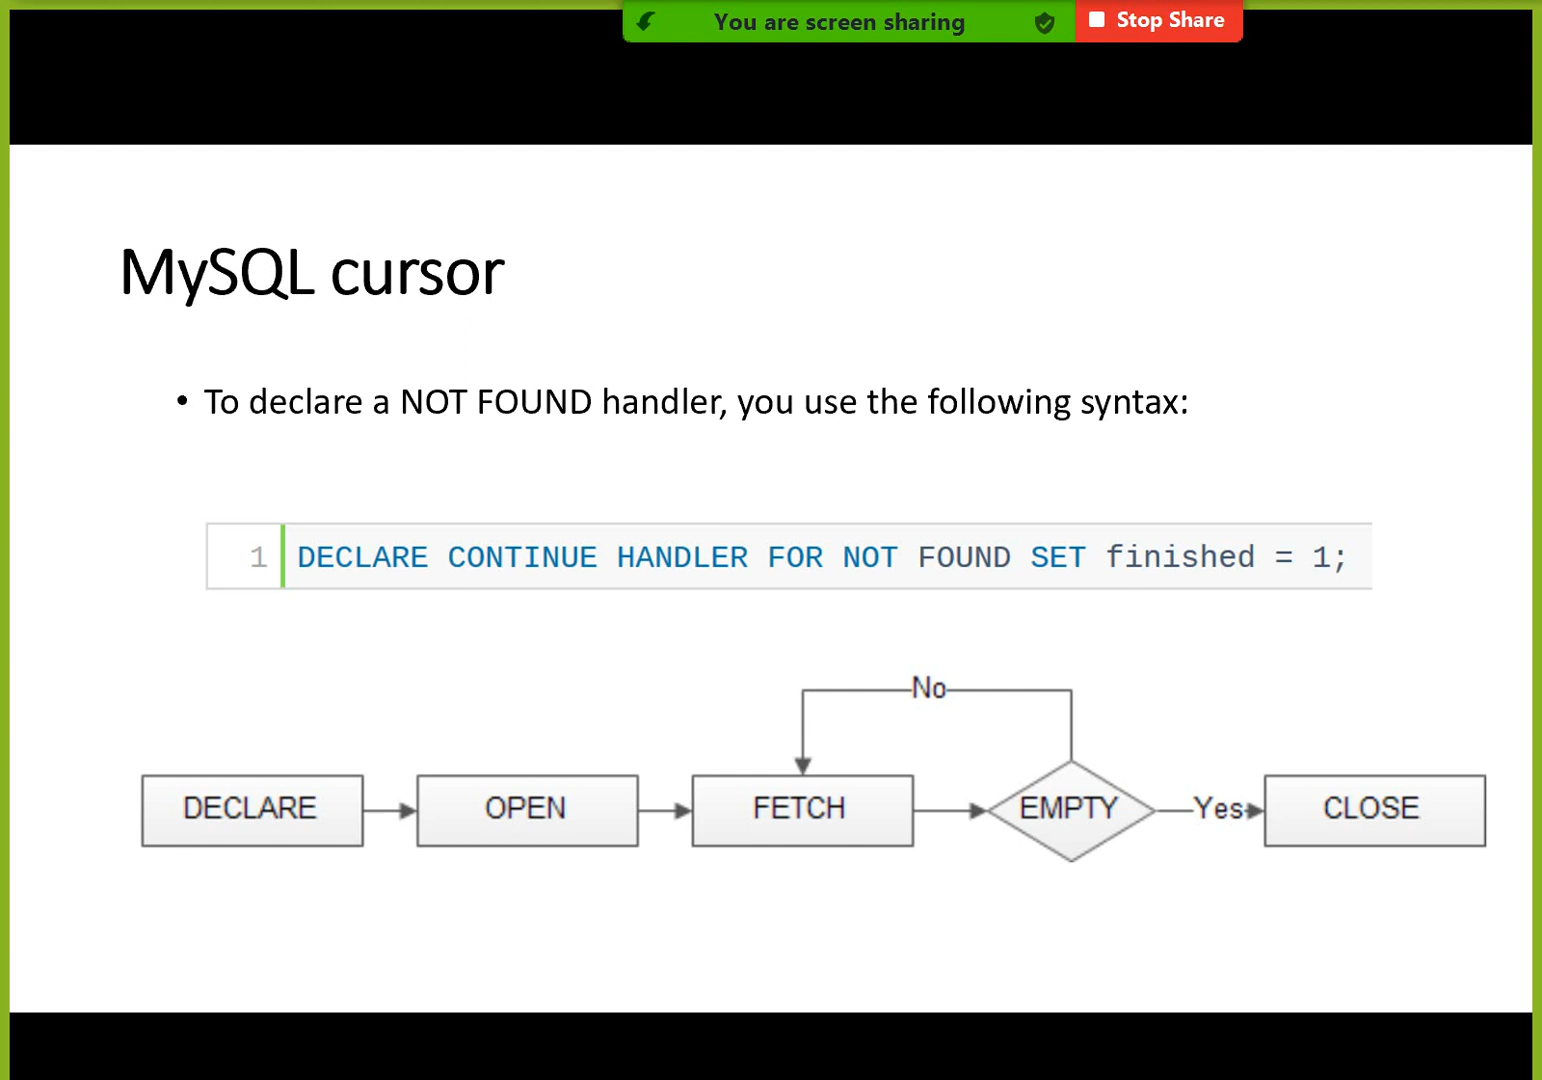 You are screen sharing
Stop Share
MySQL cursor
• To declare a NOT FOUND handler, you use the following syntax:
1 DECLARE CONTINUE HANDLER FOR NOT FOUND SET finished = 1;
No
DECLARE OPEN FETCH EMPTY Yes CLOSE